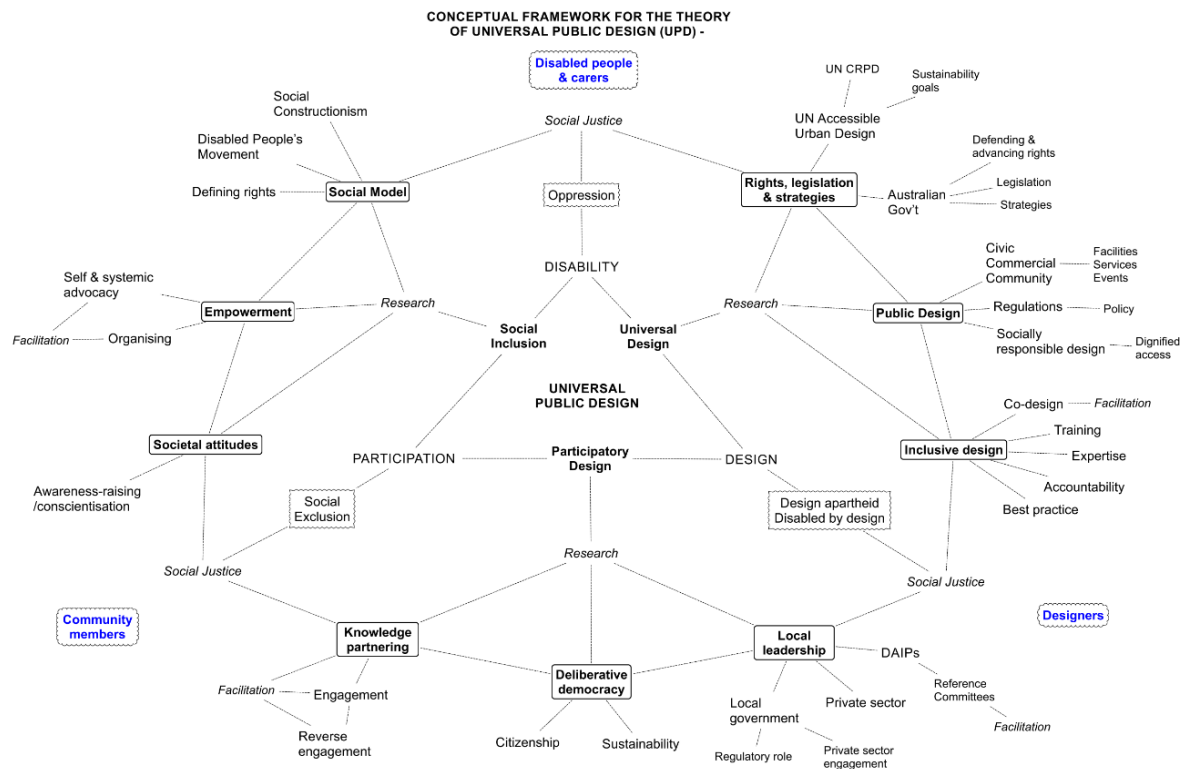 CONCEPTUAL FRAMEWORK FOR THE THEORY
OF UNIVERSAL PUBLIC DESIGN (UPD) -
Disabled people
& carers
UN CRPD
Sustainability
goals
Social
Constructionism
Social Justice
UN Accessible
Urban Design
Disabled People's
Movement
Defending &
advancing rights
Defining rights
Social Model
Oppression
Rights, legislation
& strategies
Australian
Gov't
Legislation
Strategies
DISABILITY
Civic
Commercial
Community
Facilities
Services
Events
Self & systemic
advocacy
Empowerment
Research
Research
Public Design
Regulations
Policy
Facilitation
Organising
Social
Inclusion
Universal
Design
Socially
responsible design
Dignified
access
UNIVERSAL
PUBLIC DESIGN
Co-design
Facilitation
Training
Societal attitudes
PARTICIPATION
Participatory
Design
DESIGN
Inclusive design
Expertise
Accountability
Best practice
Awareness-raising
/conscientisation
Social
Exclusion
Design apartheid
Disabled by design
Research
Social Justice
Social Justice
Community
members
Designers
Knowledge
partnering
Local
leadership
DAIPs
Deliberative
democracy
Facilitation
Engagement
Reference
Committees
Private sector
Local
government
Facilitation
Reverse
engagement
Citizenship
Sustainability
Regulatory role
Private sector
engagement